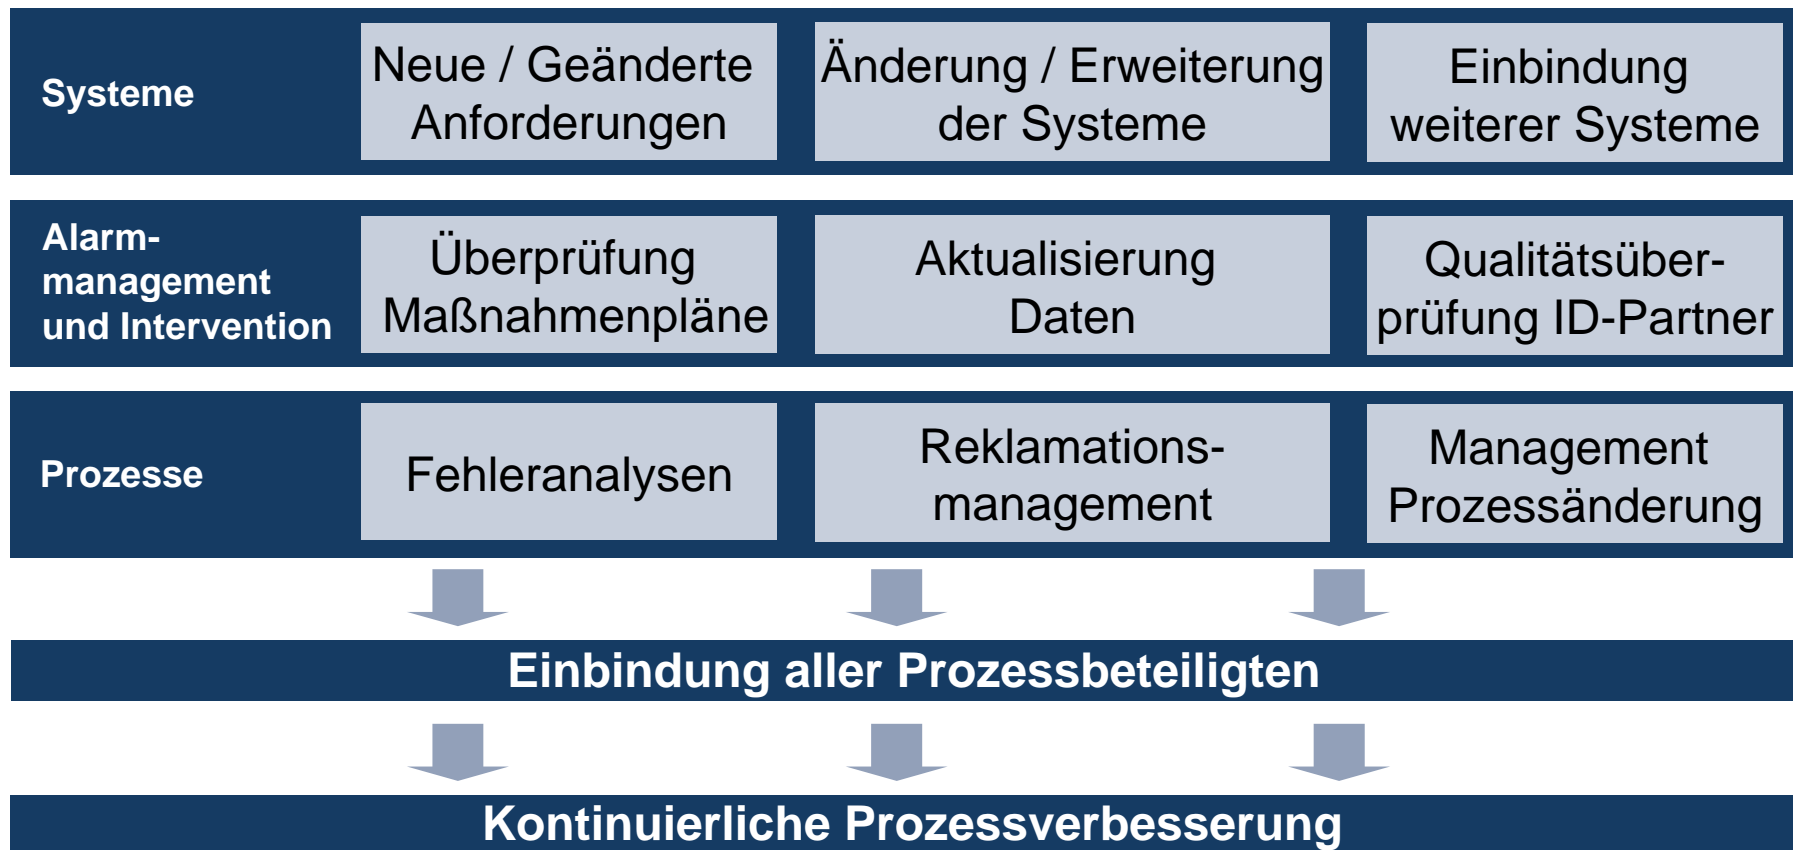 Systeme
Neue / Geänderte
Anforderungen
Änderung / Erweiterung
der Systeme
Einbindung
weiterer Systeme
Alarm-
management
und Intervention
Überprüfung
Maßnahmenpläne
Aktualisierung
Daten
Qualitätsüber-
prüfung ID-Partner
Prozesse
Fehleranalysen
Reklamations-
management
Management
Prozessänderung
Einbindung aller Prozessbeteiligten
Kontinuierliche Prozessverbesserung